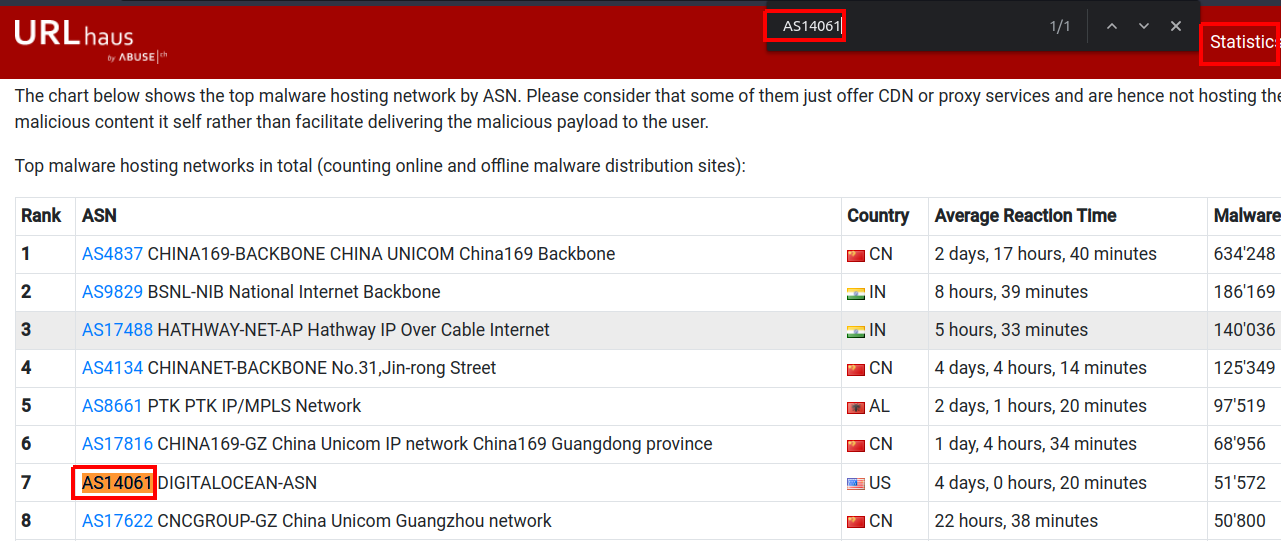 URLhaus
by ABUSE|ch
AS14061 1/1
Statistic
The chart below shows the top malware hosting network by ASN. Please consider that some of them just offer CDN or proxy services and are hence not hosting the
malicious content it self rather than facilitate delivering the malicious payload to the user.
Top malware hosting networks in total (counting online and offline malware distribution sites):
Rank ASN Country Average Reaction Time Malware
1 AS4837 CHINA169-BACKBONE CHINA UNICOM China169 Backbone CN 2 days, 17 hours, 40 minutes 634'248
2 AS9829 BSNL-NIB National Internet Backbone IN 8 hours, 39 minutes 186'169
3 AS17488 HATHWAY-NET-AP Hathway IP Over Cable Internet IN 5 hours, 33 minutes 140'036
4 AS4134 CHINANET-BACKBONE No.31,Jin-rong Street CN 4 days, 4 hours, 14 minutes 125'349
5 AS8661 PTK PTK IP/MPLS Network AL 2 days, 1 hours, 20 minutes 97'519
6 AS17816 CHINA169-GZ China Unicom IP network China169 Guangdong province CN 1 day, 4 hours, 34 minutes 68'956
7 AS14061 DIGITALOCEAN-ASN US 4 days, 0 hours, 20 minutes 51'572
8 AS17622 CNCGROUP-GZ China Unicom Guangzhou network CN 22 hours, 38 minutes 50'800